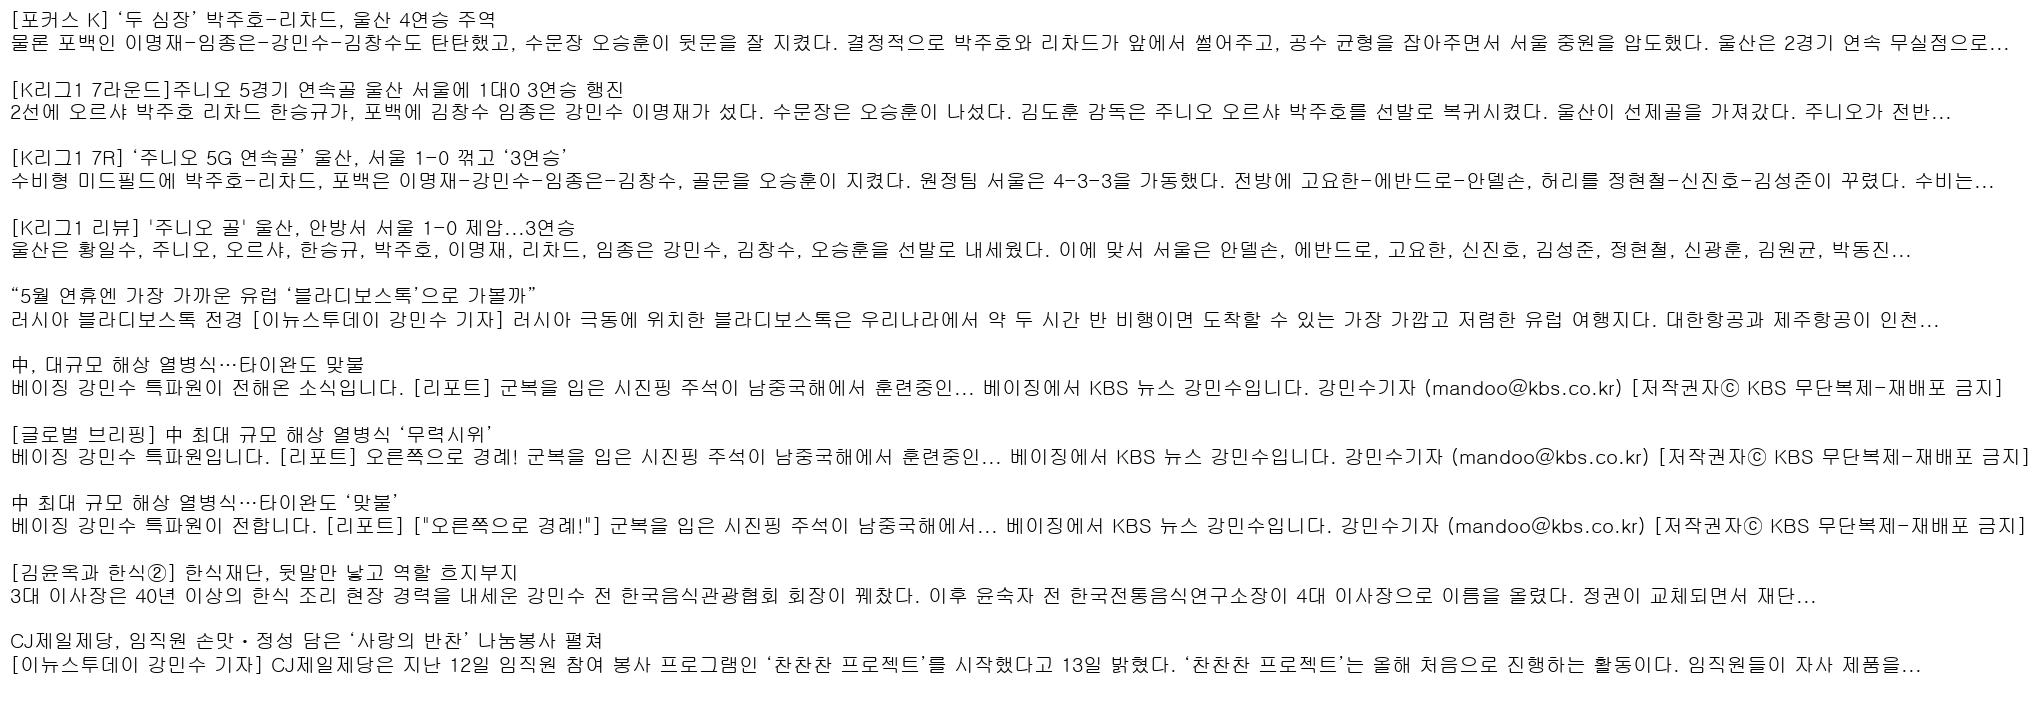 [포커스 K] ‘두 심장’ 박주호-리차드, 울산 4연승 주역
물론 포백인 이명재-임종은-강민수-김창수도 탄탄했고, 수문장 오승훈이 뒷문을 잘 지켰다. 결정적으로 박주호와 리차드가 앞에서 썰어주고, 공수 균형을 잡아주면서 서울 중원을 압도했다. 울산은 2경기 연속 무실점으로...
[K리그1 7라운드]주니오 5경기 연속골 울산 서울에 1대0 3연승 행진
2선에 오르샤 박주호 리차드 한승규가, 포백에 김창수 임종은 강민수 이명재가 섰다. 수문장은 오승훈이 나섰다. 김도훈 감독은 주니오 오르샤 박주호를 선발로 복귀시켰다. 울산이 선제골을 가져갔다. 주니오가 전반...
[K리그1 7R] ‘주니오 5G 연속골’ 울산, 서울 1-0 꺾고 ‘3연승’
수비형 미드필드에 박주호-리차드, 포백은 이명재-강민수-임종은-김창수, 골문을 오승훈이 지켰다. 원정팀 서울은 4-3-3을 가동했다. 전방에 고요한-에반드로-안델손, 허리를 정현철-신진호-김성준이 꾸렸다. 수비는...
[K리그1 리뷰] '주니오 골' 울산, 안방서 서울 1-0 제압...3연승
울산은 황일수, 주니오, 오르샤, 한승규, 박주호, 이명재, 리차드, 임종은 강민수, 김창수, 오승훈을 선발로 내세웠다. 이에 맞서 서울은 안델손, 에반드로, 고요한, 신진호, 김성준, 정현철, 신광훈, 김원균, 박동진...
“5월 연휴엔 가장 가까운 유럽 ‘블라디보스톡’으로 가볼까”
러시아 블라디보스톡 전경 [이뉴스투데이 강민수 기자] 러시아 극동에 위치한 블라디보스톡은 우리나라에서 약 두 시간 반 비행이면 도착할 수 있는 가장 가깝고 저렴한 유럽 여행지다. 대한항공과 제주항공이 인천...
中, 대규모 해상 열병식…타이완도 맞불
베이징 강민수 특파원이 전해온 소식입니다. [리포트] 군복을 입은 시진핑 주석이 남중국해에서 훈련중인... 베이징에서 KBS 뉴스 강민수입니다. 강민수기자 (mandoo@kbs.co.kr) [저작권자ⓒ KBS 무단복제-재배포 금지]
[글로벌 브리핑] 中 최대 규모 해상 열병식 ‘무력시위’
베이징 강민수 특파원입니다. [리포트] 오른쪽으로 경례! 군복을 입은 시진핑 주석이 남중국해에서 훈련중인... 베이징에서 KBS 뉴스 강민수입니다. 강민수기자 (mandoo@kbs.co.kr) [저작권자ⓒ KBS 무단복제-재배포 금지]
中 최대 규모 해상 열병식…타이완도 ‘맞불’
베이징 강민수 특파원이 전합니다. [리포트] ["오른쪽으로 경례!"] 군복을 입은 시진핑 주석이 남중국해에서... 베이징에서 KBS 뉴스 강민수입니다. 강민수기자 (mandoo@kbs.co.kr) [저작권자ⓒ KBS 무단복제-재배포 금지]
[김윤옥과 한식②] 한식재단, 뒷말만 낳고 역할 흐지부지
3대 이사장은 40년 이상의 한식 조리 현장 경력을 내세운 강민수 전 한국음식관광협회 회장이 꿰찼다. 이후 윤숙자 전 한국전통음식연구소장이 4대 이사장으로 이름을 올렸다. 정권이 교체되면서 재단...
CJ제일제당, 임직원 손맛・정성 담은 ‘사랑의 반찬’ 나눔봉사 펼쳐
[이뉴스투데이 강민수 기자] CJ제일제당은 지난 12일 임직원 참여 봉사 프로그램인 ‘찬찬찬 프로젝트’를 시작했다고 13일 밝혔다. ‘찬찬찬 프로젝트’는 올해 처음으로 진행하는 활동이다. 임직원들이 자사 제품을...